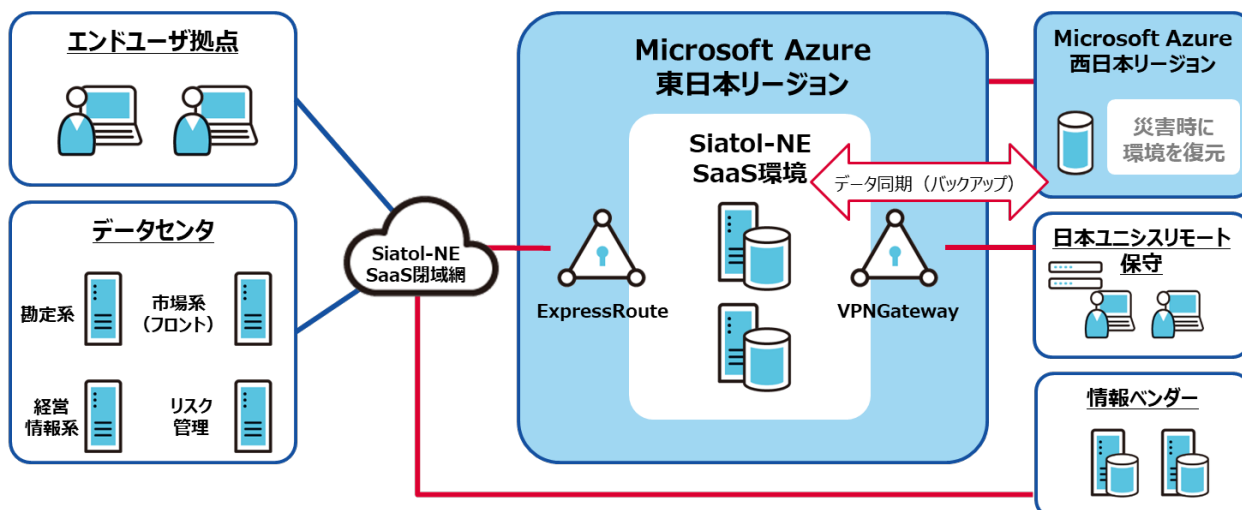 エンドユーザ拠点
データセンタ
勘定系
市場系
（フロント）
経営
情報系
リスク
管理
Siatol-NE
SaaS閉域網
Microsoft Azure
東日本リージョン
Siatol-NE
SaaS環境
ExpressRoute
VPNGateway
データ同期（バックアップ）
Microsoft Azure
西日本リージョン
災害時に
環境を復元
日本ユニシスリモート
保守
情報ベンダー